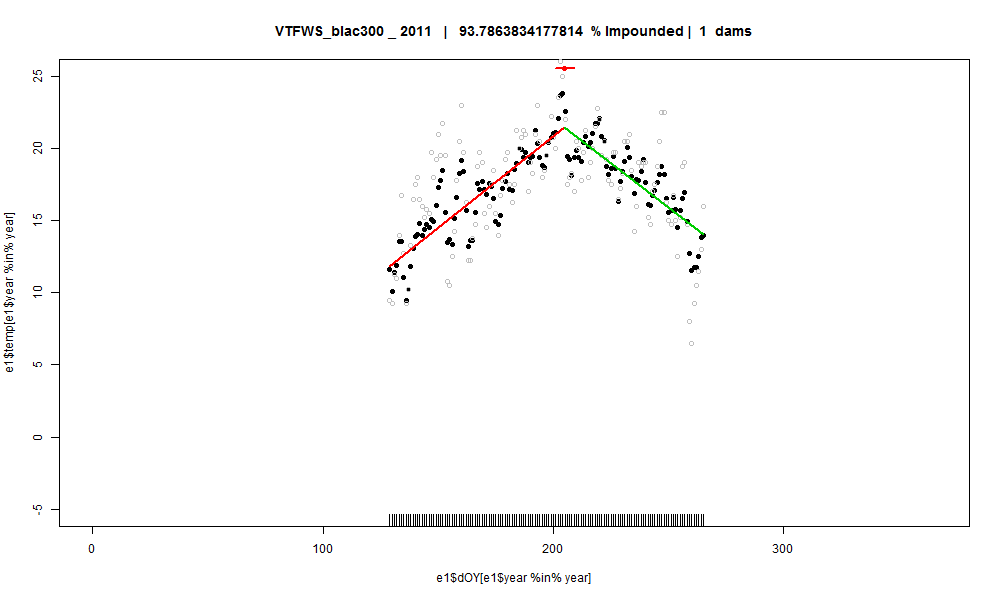 VTFWS_blac300 _ 2011 | 93.7863834177814 % Impounded | 1 dams
25
20
15
10
5
0
-5
e1$temp[e1$year %in% year]
0 100 200 300
e1$dOY[e1$year %in% year]